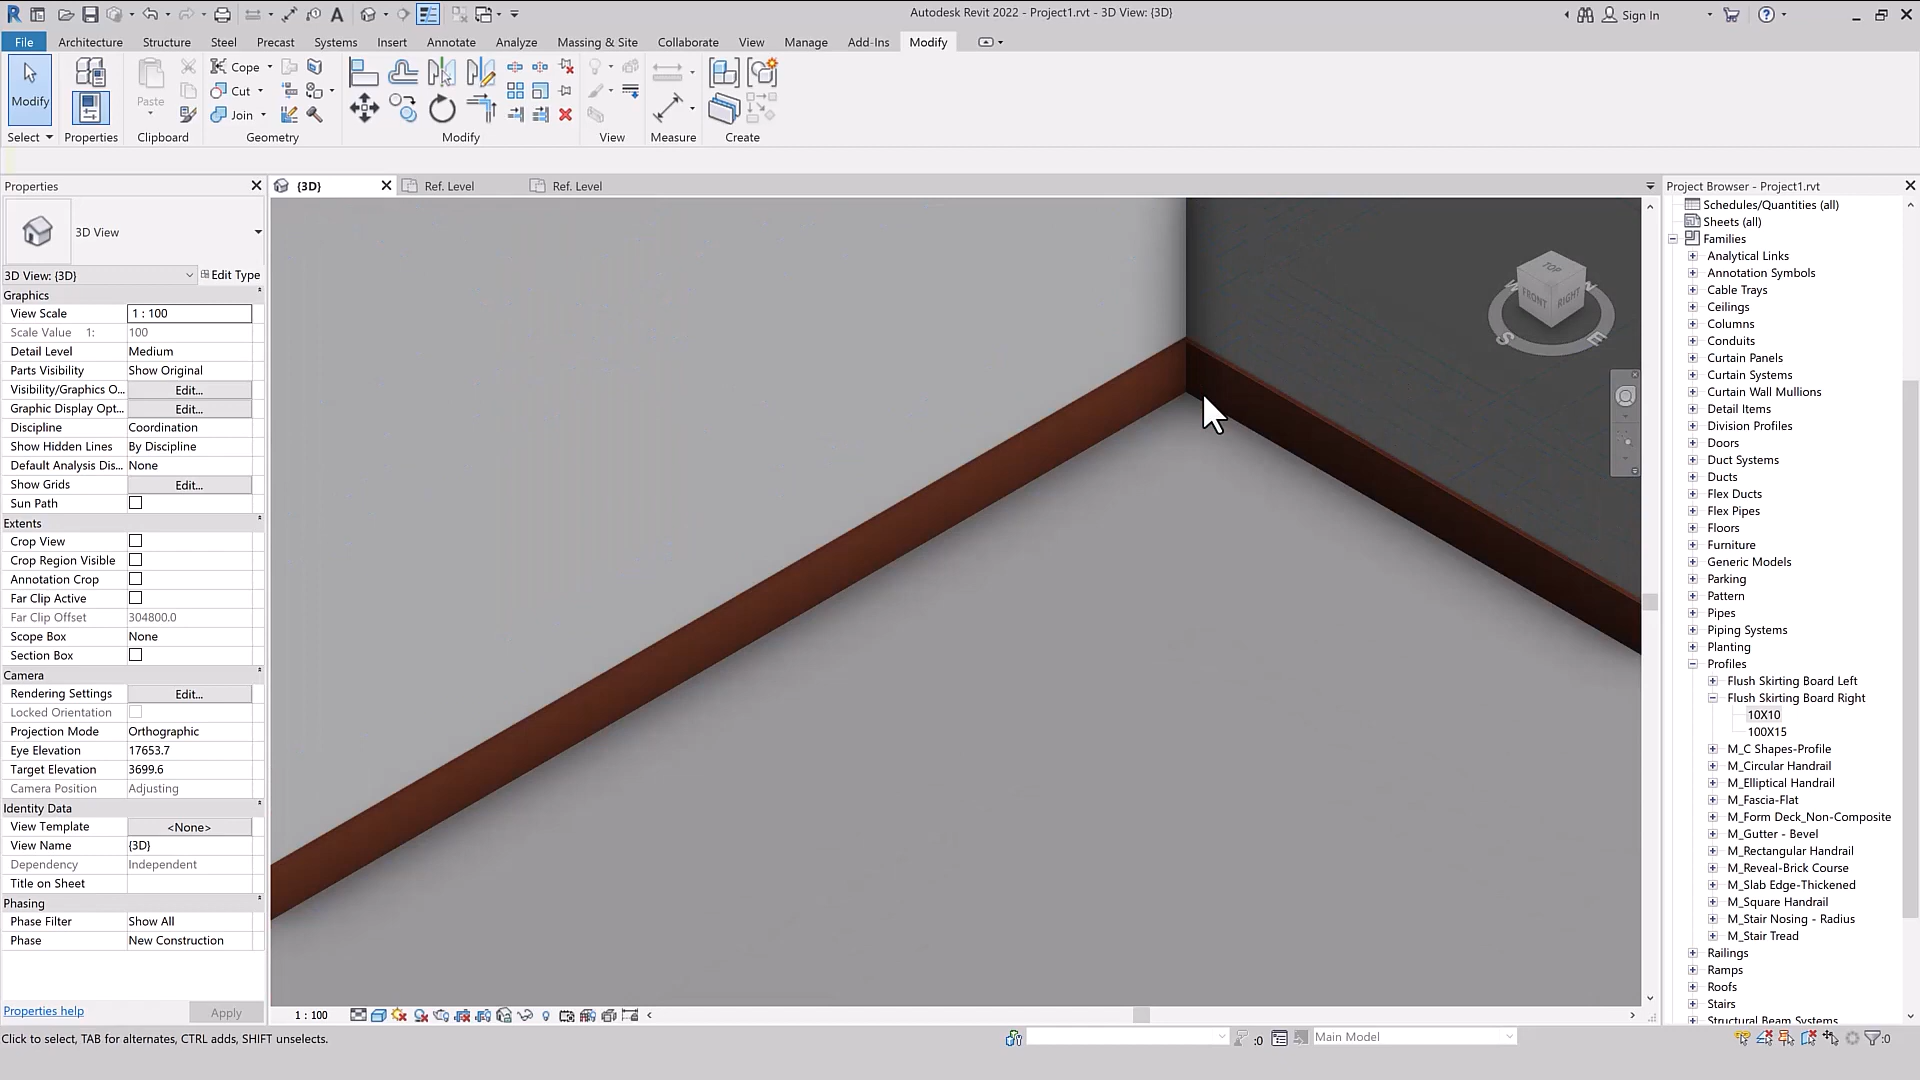 Autodesk Revit 2022 - Project1.rvt - 3D View: {3D}
Sign In
File
Architecture
Structure
Steel
Precast
Systems
Insert
Annotate
Analyze
Massing & Site
Collaborate
View
Manage
Add-Ins
Modify
Modify
Select
Properties
Paste
Clipboard
Cope
Cut
Join
Geometry
Modify
View
Measure
Create
Properties
{3D}
Ref. Level
Ref. Level
Project Browser - Project1.rvt
3D View
3D View: {3D}
Edit Type
Graphics
View Scale 1 : 100
Scale Value 1: 100
Detail Level Medium
Parts Visibility Show Original
Visibility/Graphics O... Edit...
Graphic Display Opt... Edit...
Discipline Coordination
Show Hidden Lines By Discipline
Default Analysis Dis... None
Show Grids Edit...
Sun Path
Extents
Crop View
Crop Region Visible
Annotation Crop
Far Clip Active
Far Clip Offset 304800.0
Scope Box None
Section Box
Camera
Rendering Settings Edit...
Locked Orientation
Projection Mode Orthographic
Eye Elevation 17653.7
Target Elevation 3699.6
Camera Position Adjusting
Identity Data
View Template <None>
View Name {3D}
Dependency Independent
Title on Sheet
Phasing
Phase Filter Show All
Phase New Construction
Properties help
Apply
TOP
FRONT
RIGHT
S
E
W
N
Schedules/Quantities (all)
Sheets (all)
Families
Analytical Links
Annotation Symbols
Cable Trays
Ceilings
Columns
Conduits
Curtain Panels
Curtain Systems
Curtain Wall Mullions
Detail Items
Division Profiles
Doors
Duct Systems
Ducts
Flex Ducts
Flex Pipes
Floors
Furniture
Generic Models
Parking
Pattern
Pipes
Piping Systems
Planting
Profiles
Flush Skirting Board Left
Flush Skirting Board Right
10X10
100X15
M_C Shapes-Profile
M_Circular Handrail
M_Elliptical Handrail
M_Fascia-Flat
M_Form Deck_Non-Composite
M_Gutter - Bevel
M_Rectangular Handrail
M_Reveal-Brick Course
M_Slab Edge-Thickened
M_Square Handrail
M_Stair Nosing - Radius
M_Stair Tread
Railings
Ramps
Roofs
Stairs
Structural Beam Systems
1 : 100
Click to select, TAB for alternates, CTRL adds, SHIFT unselects.
:0
Main Model
:0